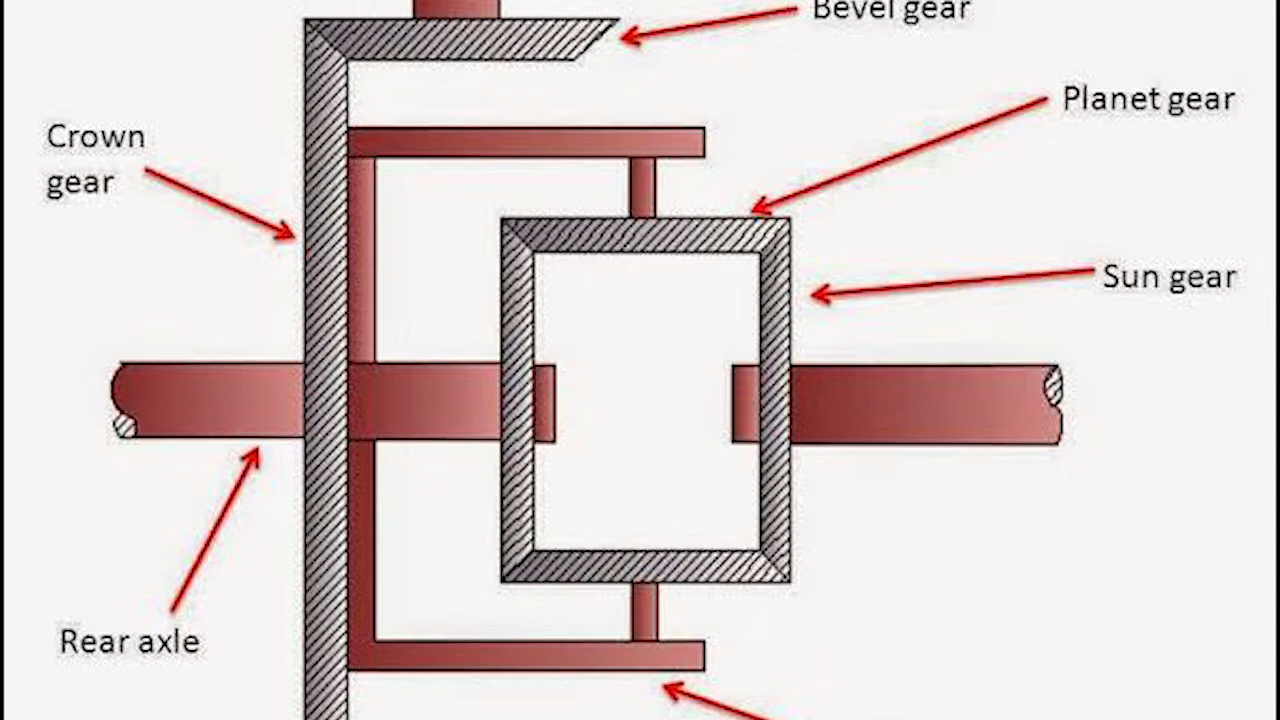 Bevel gear
Planet gear
Crown
gear
Sun gear
Rear axle